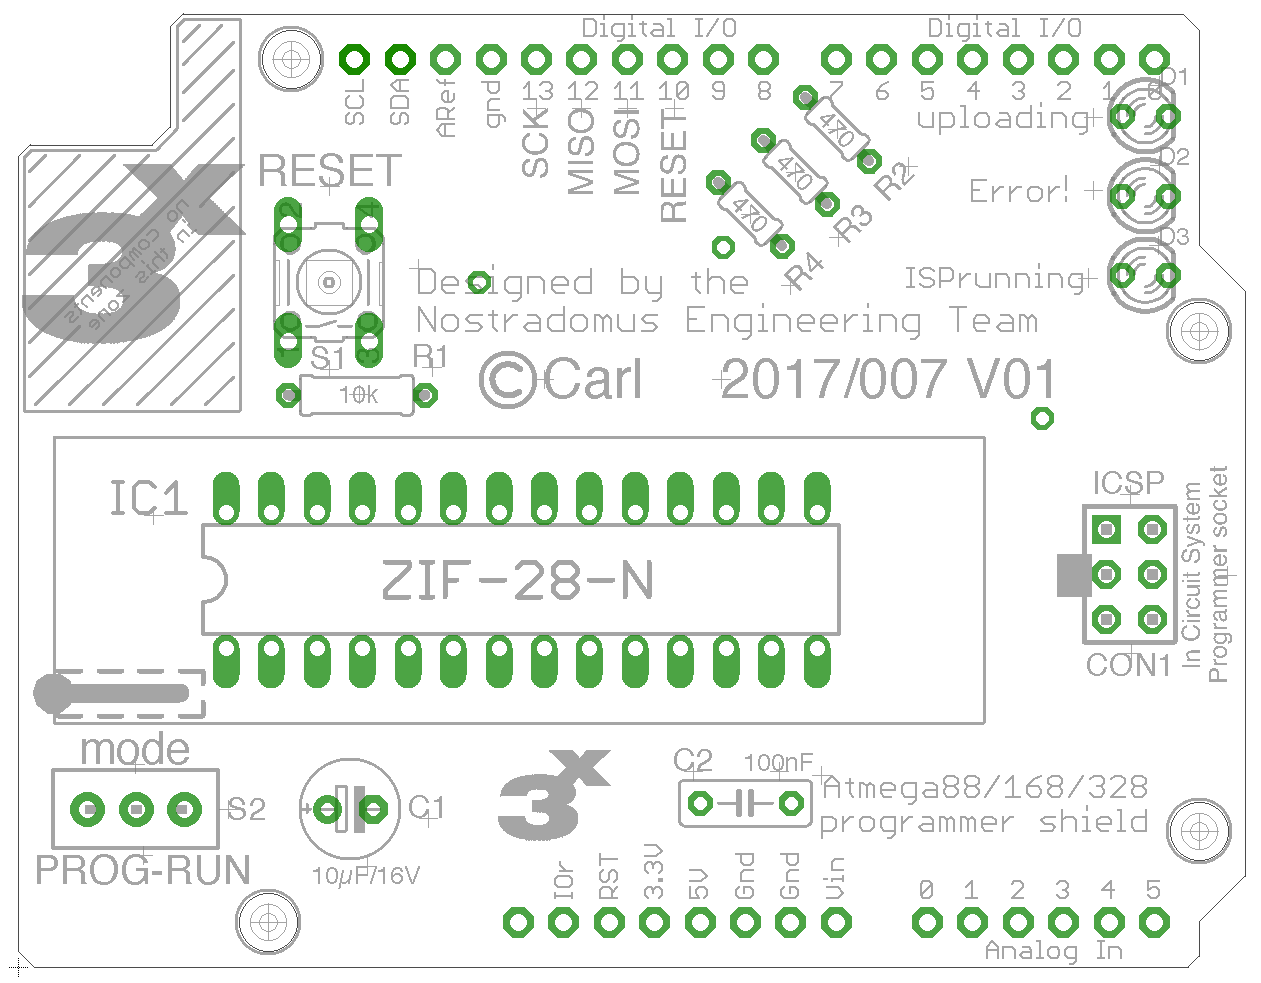 Digital I/O
Digital I/O
SCL
SDA
ARef
gnd
13
12
11
10
9
8
7
6
5
4
3
2
1
0
SCK
MISO
MOSI
RESET
470
470
470
R2
R3
R4
D1
uploading
D2
Error!
D3
ISPrunning
3x
no components
in this
zone
RESET
S1
R1
10k
Designed by the
Nostradomus Engineering Team
©Carl
2017/007 V01
IC1
ZIF-28-N
ICSP
CON1
In Circuit System
Programmer socket
mode
S2
PROG-RUN
+
C1
10µF/16V
3x
C2
100nF
Atmega88/168/328
programmer shield
IOr
RST
3.3V
5V
Gnd
Gnd
Vin
0
1
2
3
4
5
Analog In